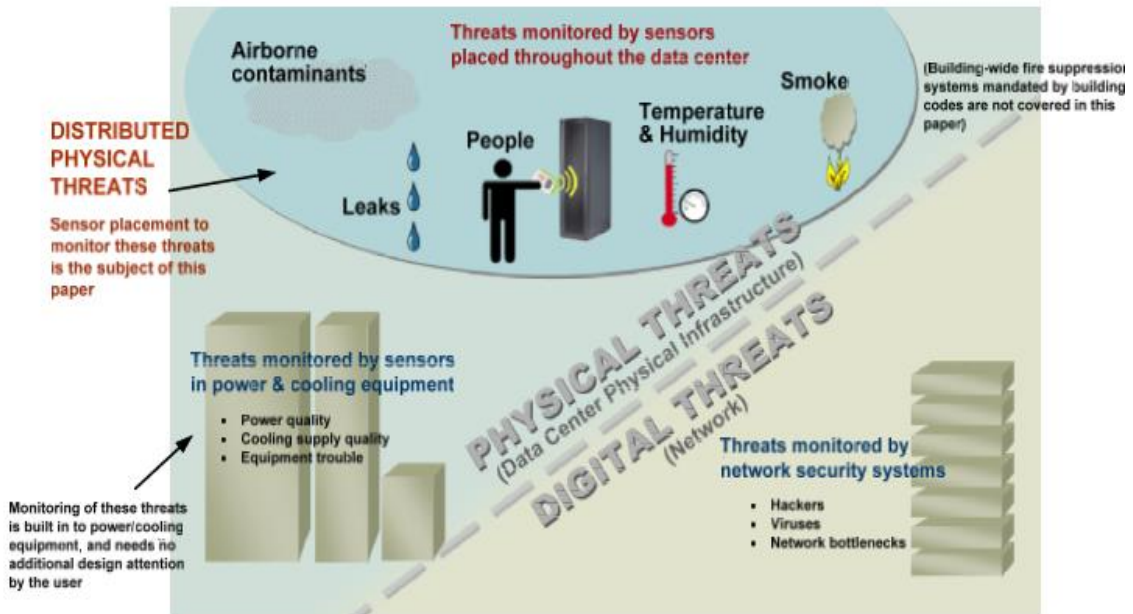 Threats monitored by sensors
placed throughout the data center
Airborne
contaminants
Smoke
(Building-wide fire suppression
systems mandated by building
codes are not covered in this
paper)
Temperature
& Humidity
People
Leaks
DISTRIBUTED
PHYSICAL
THREATS
Sensor placement to
monitor these threats
is the subject of this
paper
PHYSICAL THREATS
(Data Center Physical Infrastructure)
DIGITAL THREATS
(Network)
Threats monitored by sensors
in power & cooling equipment
• Power quality
• Cooling supply quality
• Equipment trouble
Monitoring of these threats
is built in to power/cooling
equipment, and needs no
additional design attention
by the user
Threats monitored by
network security systems
• Hackers
• Viruses
• Network bottlenecks